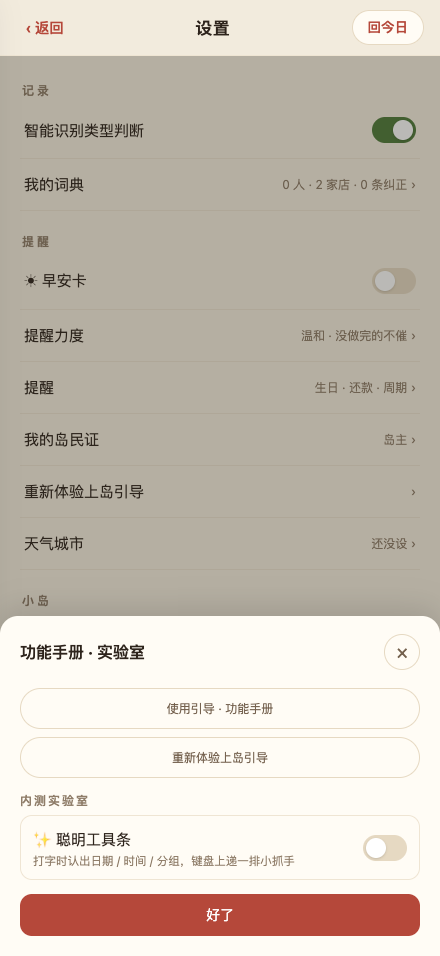 ‹ 返回
设置
回今日
记录
智能识别类型判断
我的词典
0 人 · 2 家店 · 0 条纠正 ›
提醒
☀ 早安卡
提醒力度
温和 · 没做完的不催 ›
提醒
生日 · 还款 · 周期 ›
我的岛民证
岛主 ›
重新体验上岛引导
›
天气城市
还没设 ›
小岛
功能手册 · 实验室
×
使用引导 · 功能手册
重新体验上岛引导
内测实验室
✨ 聪明工具条
打字时认出日期 / 时间 / 分组，键盘上递一排小抓手
好了